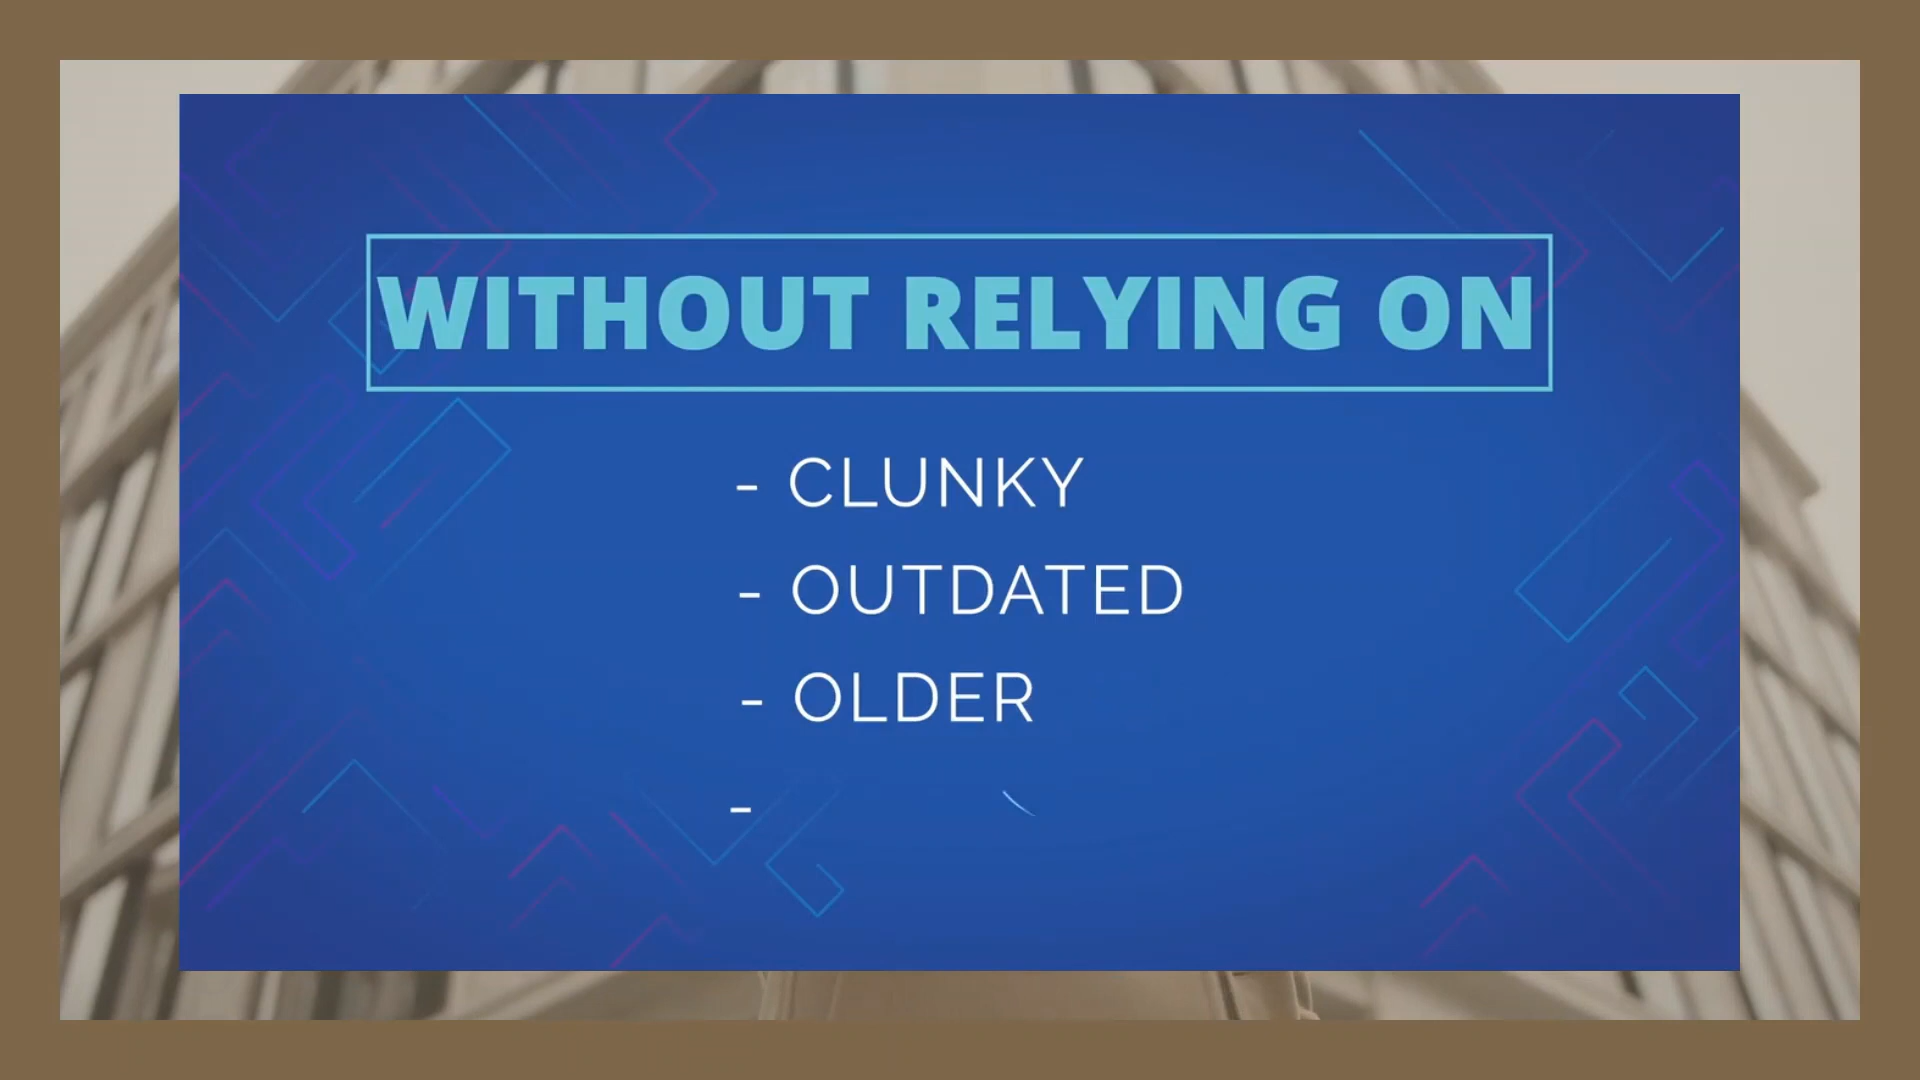 WITHOUT RELYING ON
- CLUNKY
- OUTDATED
- OLDER
-